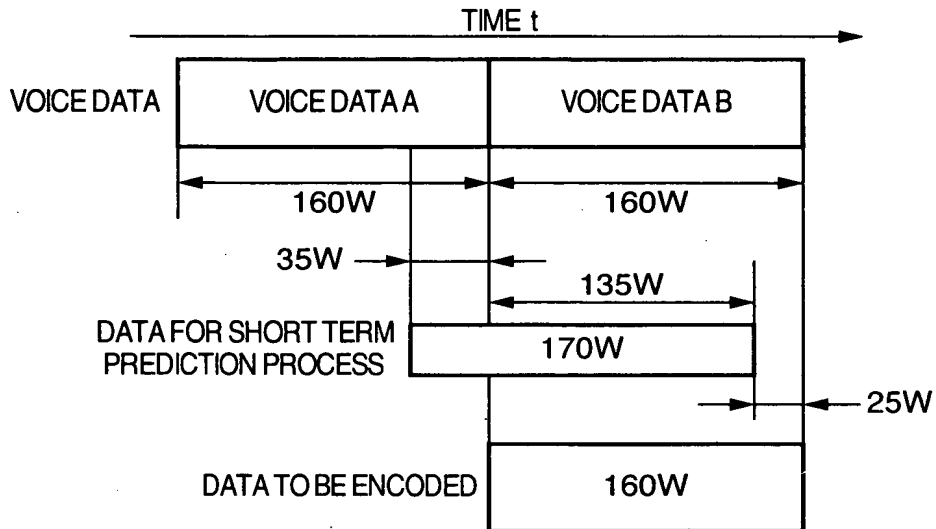 TIME t
VOICE DATA
VOICE DATA A
VOICE DATA B
160W
160W
35W
135W
DATA FOR SHORT TERM
PREDICTION PROCESS
170W
25W
DATA TO BE ENCODED
160W